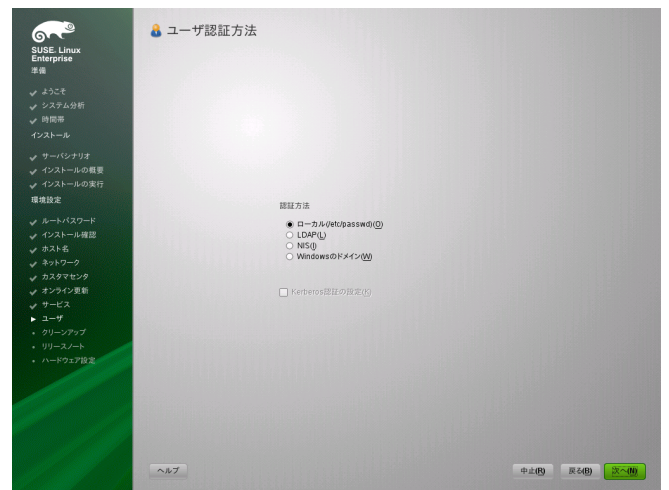 SUSE. Linux
Enterprise
準備
ようこそ
システム分析
時間帯
インストール
サーバシナリオ
インストールの概要
インストールの実行
環境設定
ルートパスワード
インストール確認
ホスト名
ネットワーク
カスタマセンタ
オンライン更新
サービス
ユーザ
クリーンアップ
リリースノート
ハードウェア設定
ユーザ認証方法
認証方法
ローカル(/etc/passwd)(O)
LDAP(L)
NIS(I)
Windowsのドメイン(W)
Kerberos認証の設定(K)
ヘルプ
中止(R)
戻る(B)
次へ(N)